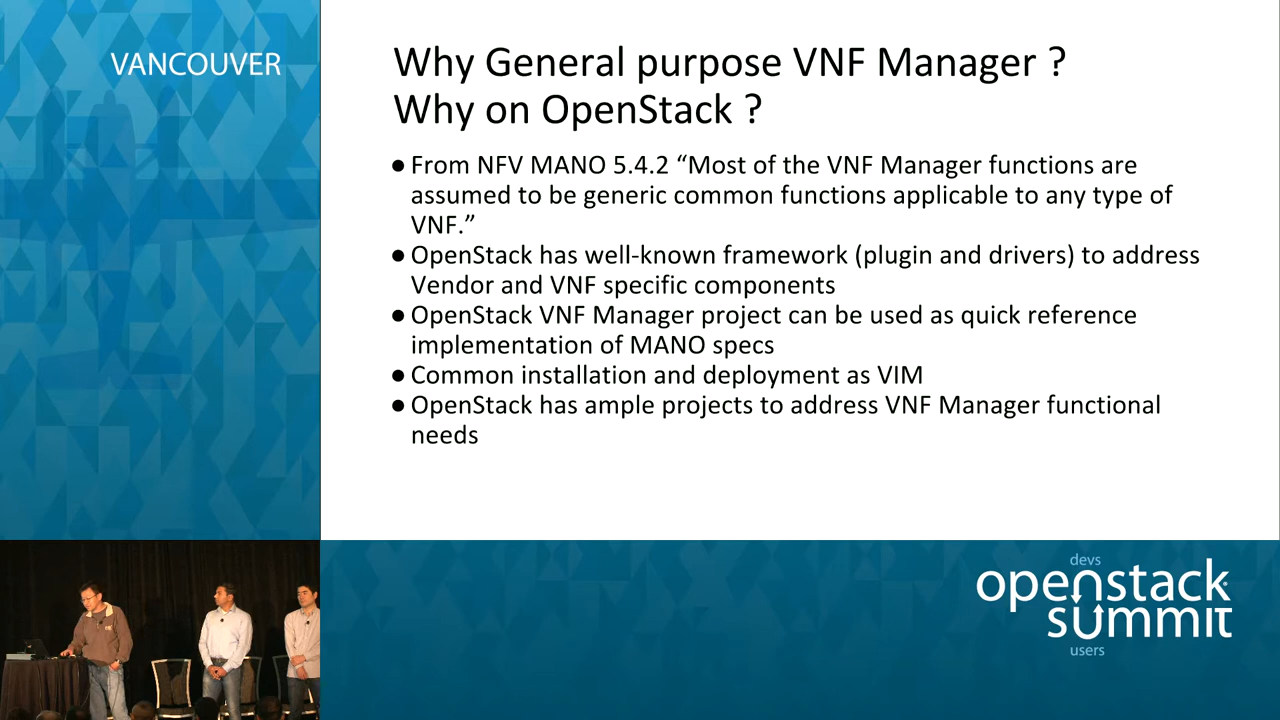 VANCOUVER
Why General purpose VNF Manager ?
Why on OpenStack ?
● From NFV MANO 5.4.2 “Most of the VNF Manager functions are
assumed to be generic common functions applicable to any type of
VNF.”
● OpenStack has well-known framework (plugin and drivers) to address
Vendor and VNF specific components
● OpenStack VNF Manager project can be used as quick reference
implementation of MANO specs
● Common installation and deployment as VIM
● OpenStack has ample projects to address VNF Manager functional
needs
devs
openstack
summit
users